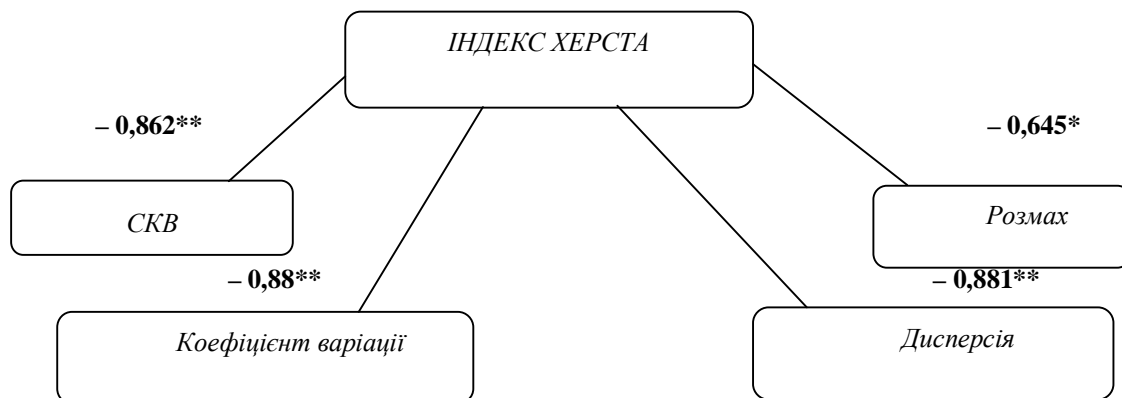 ІНДЕКС ХЕРСТА
– 0,862**
– 0,645*
СКВ
Розмах
– 0,88**
– 0,881**
Коефіцієнт варіації
Дисперсія